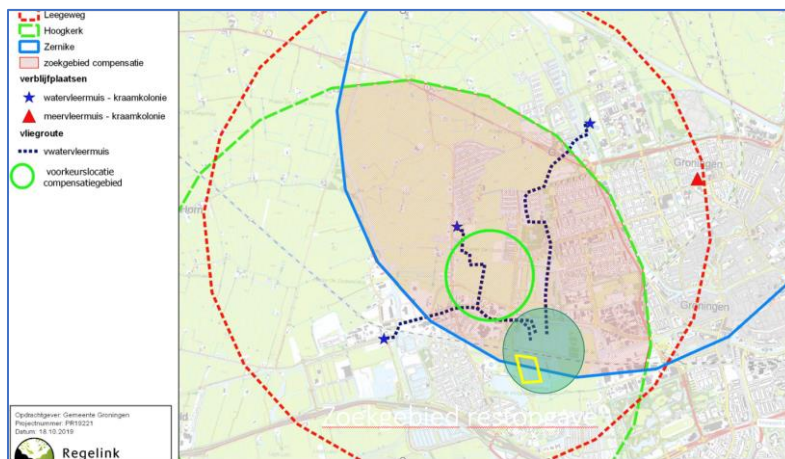 Leegeweg
Hoogkerk
Zernike
zoekgebied compensatie
verblijfplaatsen
watervleermuis - kraamkolonie
meervleermuis - kraamkolonie
vliegroute
vwatervleermuis
voorkeurslocatie
compensatiegebied
Groningen
Groningen
Zoekgebied restopgave
Opdrachtgever: Gemeente Groningen
Projectnummer: PR19221
Datum: 18.10.2019
Regelink